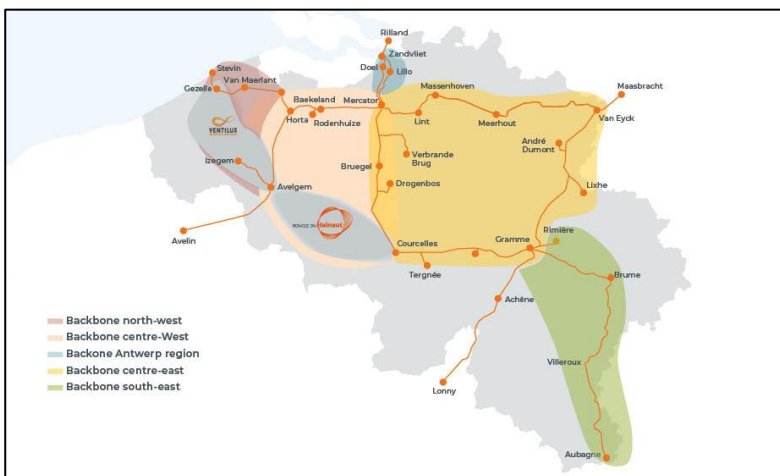 Rilland
Zandvliet
Doel
Lillo
Stevin
Gezelle
Van Maerlant
Massenhoven
Maasbracht
Baekeland
Mercator
Horta
Rodenhuize
Lint
Meerhout
Van Eyck
VENTILUS
André
Dumont
Izegem
Bruegel
Verbrande
Brug
Drogenbos
Avelgem
Lixhe
BOUCLE DU Hainaut
Avelin
Courcelles
Gramme
Rimière
Tergnée
Brume
Achêne
Backbone north-west
Backbone centre-West
Backone Antwerp region
Backbone centre-east
Backbone south-east
Villeroux
Lonny
Aubagne